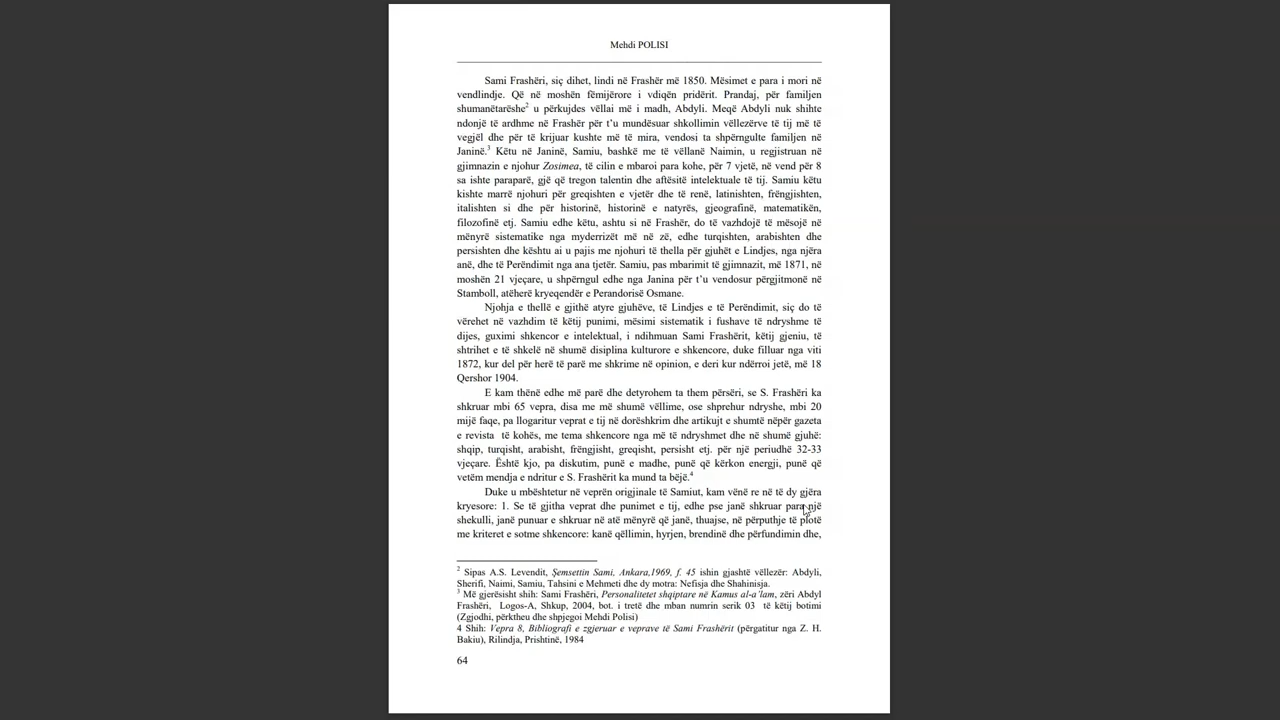 Mehdi POLISI
Sami Frashëri, siç dihet, lindi në Frashër më 1850. Mësimet e para i mori në
vendlindje. Që në moshën fëmijërore i vdiqën pridërit. Prandaj, për familjen
shumanëtarëshe² u përkujdes vëllai më i madh, Abdyli. Meqë Abdyli nuk shihte
ndonjë të ardhme në Frashër për t’u mundësuar shkollimin vëllezërve të tij më të
vegjël dhe për të krijuar kushte më të mira, vendosi ta shpërngulte familjen në
Janinë.³ Këtu në Janinë, Samiu, bashkë me të vëllanë Naimin, u regjistruan në
gjimnazin e njohur Zosimea, të cilin e mbaroi para kohe, për 7 vjetë, në vend për 8
sa ishte paraparë, gjë që tregon talentin dhe aftësitë intelektuale të tij. Samiu këtu
kishte marrë njohuri për greqishten e vjetër dhe të renë, latinishten, frëngjishten,
italishten si dhe për historinë, historinë e natyrës, gjeografinë, matematikën,
filozofinë etj. Samiu edhe këtu, ashtu si në Frashër, do të vazhdojë të mësojë në
mënyrë sistematike nga myderrizët më në zë, edhe turqishten, arabishten dhe
persishten dhe kështu ai u pajis me njohuri të thella për gjuhët e Lindjes, nga njëra
anë, dhe të Perëndimit nga ana tjetër. Samiu, pas mbarimit të gjimnazit, më 1871, në
moshën 21 vjeçare, u shpërngul edhe nga Janina për t’u vendosur përgjitmonë në
Stamboll, atëherë kryeqendër e Perandorisë Osmane.
Njohja e thellë e gjithë atyre gjuhëve, të Lindjes e të Perëndimit, siç do të
vërehet në vazhdim të këtij punimi, mësimi sistematik i fushave të ndryshme të
dijes, guximi shkencor e intelektual, i ndihmuan Sami Frashërit, këtij gjeniu, të
shtrihet e të shkelë në shumë disiplina kulturore e shkencore, duke filluar nga viti
1872, kur del për herë të parë me shkrime në opinion, e deri kur ndërroi jetë, më 18
Qershor 1904.
E kam thënë edhe më parë dhe detyrohem ta them përsëri, se S. Frashëri ka
shkruar mbi 65 vepra, disa me më shumë vëllime, ose shprehur ndryshe, mbi 20
mijë faqe, pa llogaritur veprat e tij në dorëshkrim dhe artikujt e shumtë nëpër gazeta
e revista të kohës, me tema shkencore nga më të ndryshmet dhe në shumë gjuhë:
shqip, turqisht, arabisht, frëngjisht, greqisht, persisht etj. për një periudhë 32-33
vjeçare. Është kjo, pa diskutim, punë e madhe, punë që kërkon energji, punë që
vetëm mendja e ndritur e S. Frashërit ka mund ta bëjë.⁴
Duke u mbështetur në veprën origjinale të Samiut, kam vënë re në të dy gjëra
kryesore: 1. Se të gjitha veprat dhe punimet e tij, edhe pse janë shkruar para një
shekulli, janë punuar e shkruar në atë mënyrë që janë, thuajse, në përputhje të plotë
me kriteret e sotme shkencore: kanë qëllimin, hyrjen, brendinë dhe përfundimin dhe,
² Sipas A.S. Levendit, Şemsettin Sami, Ankara,1969, f. 45 ishin gjashtë vëllezër: Abdyli,
Sherifi, Naimi, Samiu, Tahsini e Mehmeti dhe dy motra: Nefisja dhe Shahinisja.
³ Më gjerësisht shih: Sami Frashëri, Personalitetet shqiptare në Kamus al-a’lam, zëri Abdyl
Frashëri, Logos-A, Shkup, 2004, bot. i tretë dhe mban numrin serik 03 të këtij botimi
(Zgjodhi, përktheu dhe shpjegoi Mehdi Polisi)
4 Shih: Vepra 8, Bibliografi e zgjeruar e veprave të Sami Frashërit (përgatitur nga Z. H.
Bakiu), Rilindja, Prishtinë, 1984
64